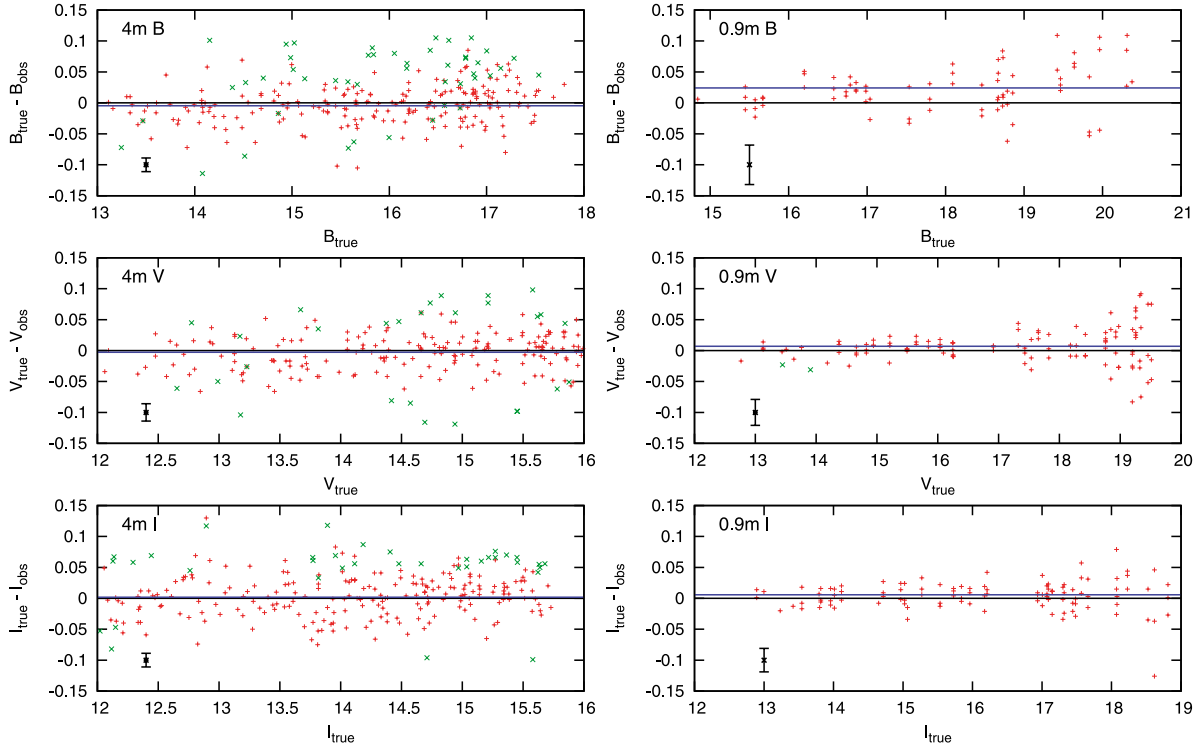 4m B
0.15
0.1
0.05
0
-0.05
-0.1
-0.15
B_true - B_obs
13 14 15 16 17 18
B_true
0.9m B
0.15
0.1
0.05
0
-0.05
-0.1
-0.15
B_true - B_obs
15 16 17 18 19 20 21
B_true
4m V
0.15
0.1
0.05
0
-0.05
-0.1
-0.15
V_true - V_obs
12 12.5 13 13.5 14 14.5 15 15.5 16
V_true
0.9m V
0.15
0.1
0.05
0
-0.05
-0.1
-0.15
V_true - V_obs
12 13 14 15 16 17 18 19 20
V_true
4m I
0.15
0.1
0.05
0
-0.05
-0.1
-0.15
I_true - I_obs
12 12.5 13 13.5 14 14.5 15 15.5 16
I_true
0.9m I
0.15
0.1
0.05
0
-0.05
-0.1
-0.15
I_true - I_obs
12 13 14 15 16 17 18 19
I_true